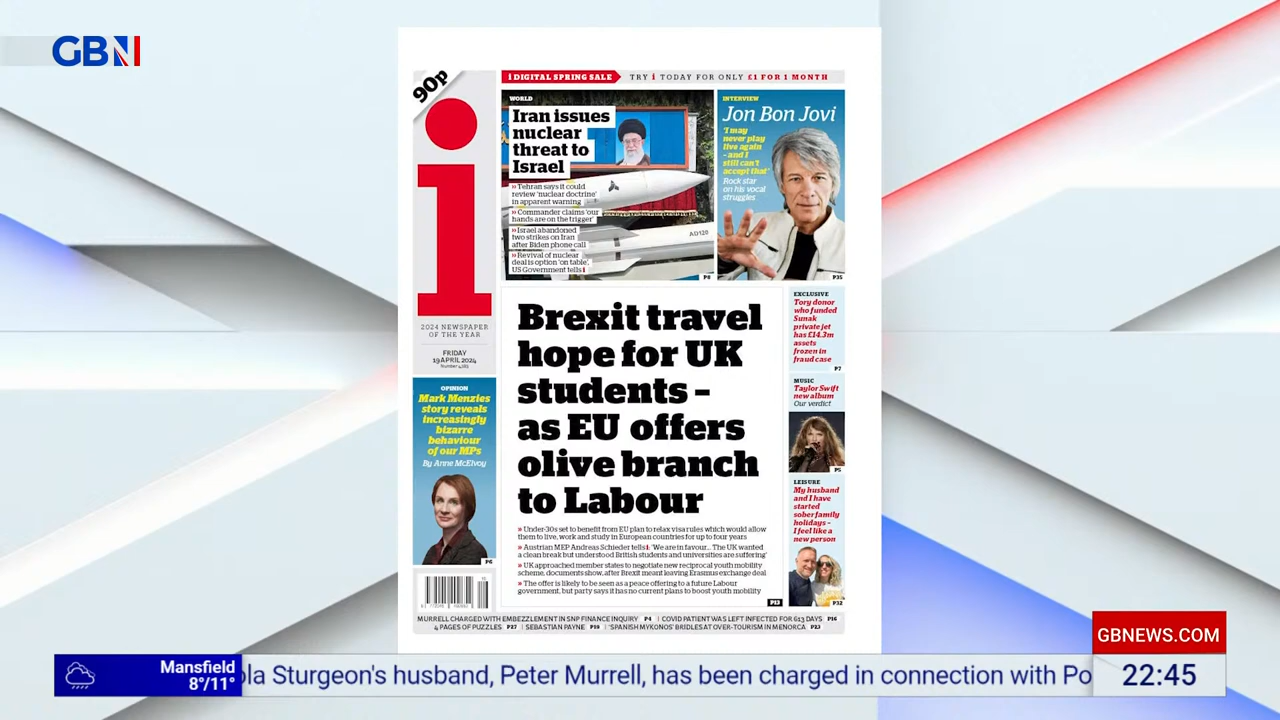 GBN
90p
i
i DIGITAL SPRING SALE
TRY i TODAY FOR ONLY £1 FOR 1 MONTH
WORLD
Iran issues
nuclear
threat to
Israel
» Tehran says it could
review 'nuclear doctrine'
in apparent warning
» Commander claims 'our
hands are on the trigger'
» Israel abandoned
two strikes on Iran
after Biden phone call
» Revival of nuclear
deal is option 'on table',
US Government tells i
AD120
P8
INTERVIEW
Jon Bon Jovi
'I may
never play
live again
– and I
still can't
accept that'
Rock star
on his vocal
struggles
P35
2024 NEWSPAPER
OF THE YEAR
FRIDAY
19 APRIL 2024
OPINION
Mark Menzies
story reveals
increasingly
bizarre
behaviour
of our MPs
By Anne McElvoy
P6
Brexit travel
hope for UK
students –
as EU offers
olive branch
to Labour
» Under-30s set to benefit from EU plan to relax visa rules which would allow
them to live, work and study in European countries for up to four years
» Austrian MEP Andreas Schieder tells i: 'We are in favour... The UK wanted
a clean break but understood British students and universities are suffering'
» UK approached member states to negotiate new reciprocal youth mobility
scheme, documents show, after Brexit meant leaving Erasmus exchange deal
» The offer is likely to be seen as a peace offering to a future Labour
government, but party says it has no current plans to boost youth mobility
P13
EXCLUSIVE
Tory donor
who funded
Sunak
private jet
has £14.3m
assets
frozen in
fraud case
P7
MUSIC
Taylor Swift
new album
Our verdict
P5
LEISURE
My husband
and I have
started
sober family
holidays –
I feel like a
new person
P32
MURRELL CHARGED WITH EMBEZZLEMENT IN SNP FINANCE INQUIRY P4 | COVID PATIENT WAS LEFT INFECTED FOR 613 DAYS P16
4 PAGES OF PUZZLES P27 | SEBASTIAN PAYNE P19 | 'SPANISH MYKONOS' BRIDLES AT OVER-TOURISM IN MENORCA P23
GBNEWS.COM
Mansfield
8°/11°
ola Sturgeon's husband, Peter Murrell, has been charged in connection with Po
22:45